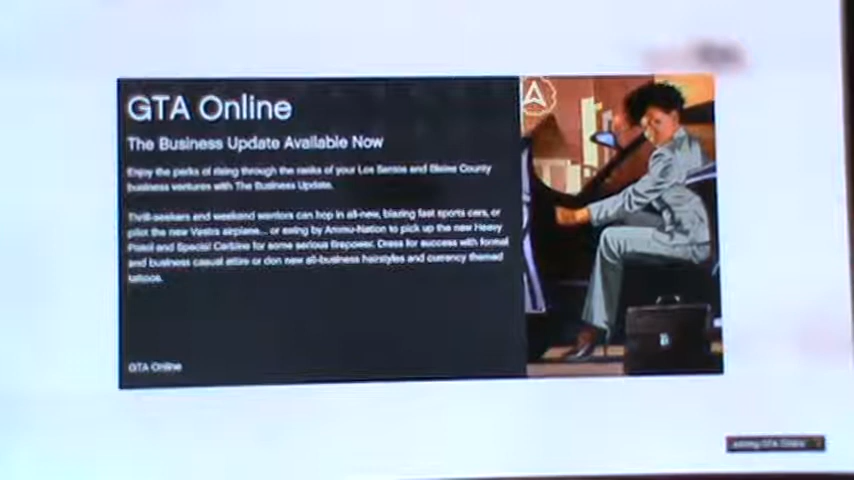 GTA Online
The Business Update Available Now
Enjoy the perks of rising through the ranks of your Los Santos and Blaine County
business ventures with The Business Update.
Thrill-seekers and weekend warriors can hop in all-new, blazing fast sports cars, or
pilot the new Vestra airplane... or swing by Ammu-Nation to pick up the new Heavy
Pistol and Special Carbine for some serious firepower. Dress for success with formal
and business casual attire or don new all-business hairstyles and currency themed
tattoos.
GTA Online
Joining GTA Online